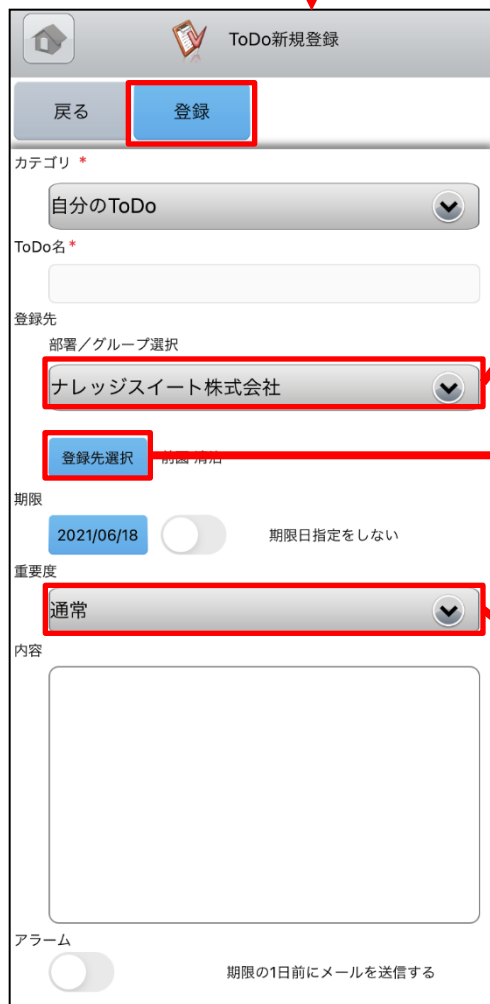 ToDo新規登録
戻る 登録
カテゴリ *
自分のToDo
ToDo名*
登録先
部署／グループ選択
ナレッジスイート株式会社
登録先選択
期限
2021/06/18 期限日指定をしない
重要度
通常
内容
アラーム
期限の1日前にメールを送信する